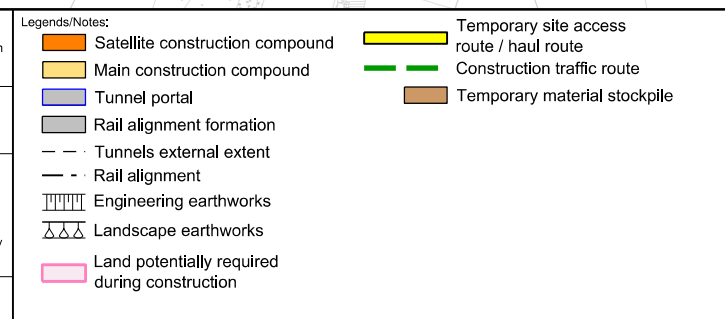 Legends/Notes:
Satellite construction compound
Main construction compound
Tunnel portal
Rail alignment formation
Tunnels external extent
Rail alignment
Engineering earthworks
Landscape earthworks
Land potentially required
during construction
Temporary site access
route / haul route
Construction traffic route
Temporary material stockpile